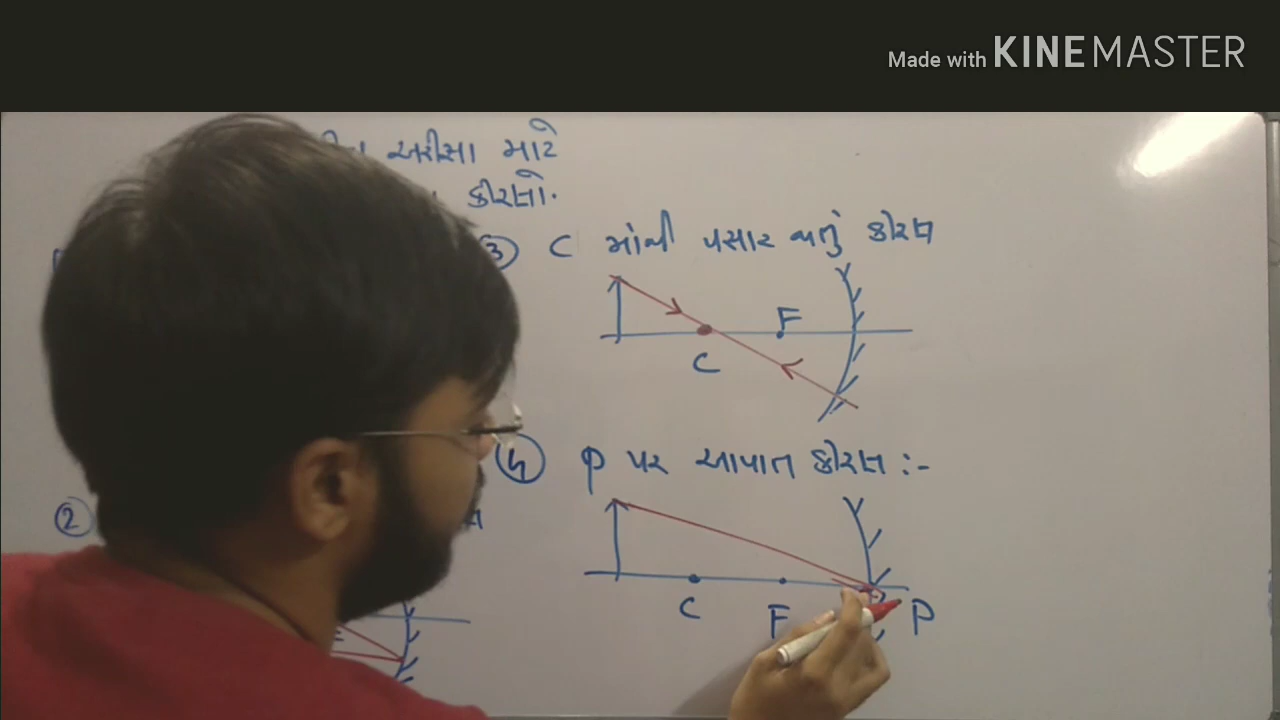 Made with KINEMASTER
અરીસા માટે
કીરણો.
③ C માંથી પસાર થતું કીરણ
F
C
④ P પર આપાત કીરણ :-
②
C
F
P